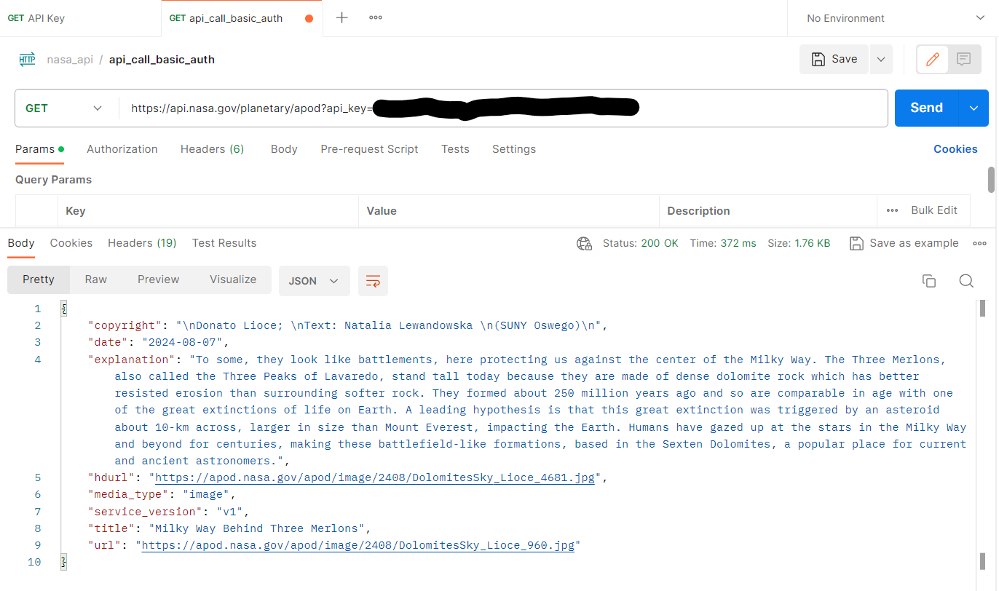 GET API Key
GET api_call_basic_auth
No Environment
HTTP nasa_api / api_call_basic_auth
Save
GET
https://api.nasa.gov/planetary/apod?api_key=
Send
Params Authorization Headers (6) Body Pre-request Script Tests Settings Cookies
Query Params
Key Value Description Bulk Edit
Body Cookies Headers (19) Test Results Status: 200 OK Time: 372 ms Size: 1.76 KB Save as example
Pretty Raw Preview Visualize JSON
1 {
2 "copyright": "\nDonato Lioce; \nText: Natalia Lewandowska \n(SUNY Oswego)\n",
3 "date": "2024-08-07",
4 "explanation": "To some, they look like battlements, here protecting us against the center of the Milky Way. The Three Merlons,
also called the Three Peaks of Lavaredo, stand tall today because they are made of dense dolomite rock which has better
resisted erosion than surrounding softer rock. They formed about 250 million years ago and so are comparable in age with one
of the great extinctions of life on Earth. A leading hypothesis is that this great extinction was triggered by an asteroid
about 10-km across, larger in size than Mount Everest, impacting the Earth. Humans have gazed up at the stars in the Milky Way
and beyond for centuries, making these battlefield-like formations, based in the Sexten Dolomites, a popular place for current
and ancient astronomers.",
5 "hdurl": "https://apod.nasa.gov/apod/image/2408/DolomitesSky_Lioce_4681.jpg",
6 "media_type": "image",
7 "service_version": "v1",
8 "title": "Milky Way Behind Three Merlons",
9 "url": "https://apod.nasa.gov/apod/image/2408/DolomitesSky_Lioce_960.jpg"
10 }